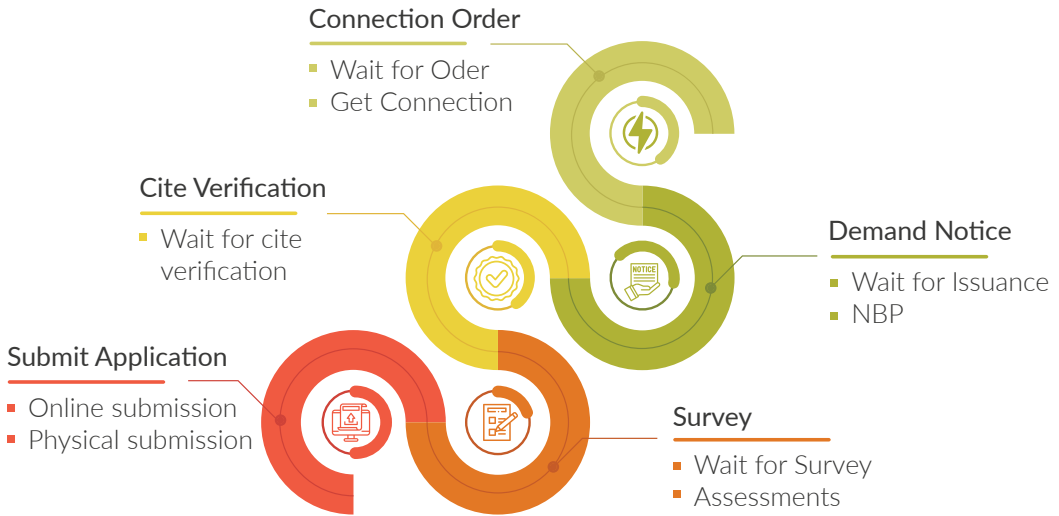 Connection Order
Wait for Oder
Get Connection
Cite Verification
Wait for cite
verification
Demand Notice
Wait for Issuance
NBP
NOTICE
Submit Application
Online submission
Physical submission
Survey
Wait for Survey
Assessments